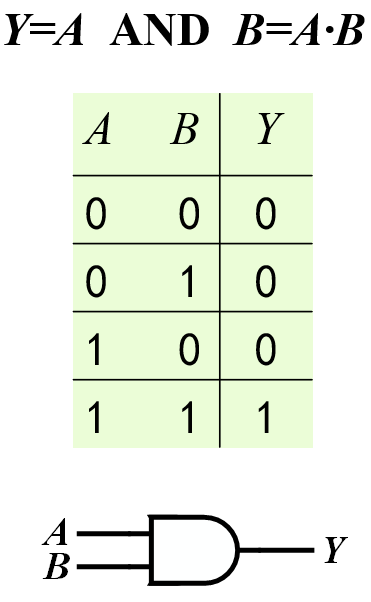 Y=A AND B=A·B
A B Y
0 0 0
0 1 0
1 0 0
1 1 1
A
B Y